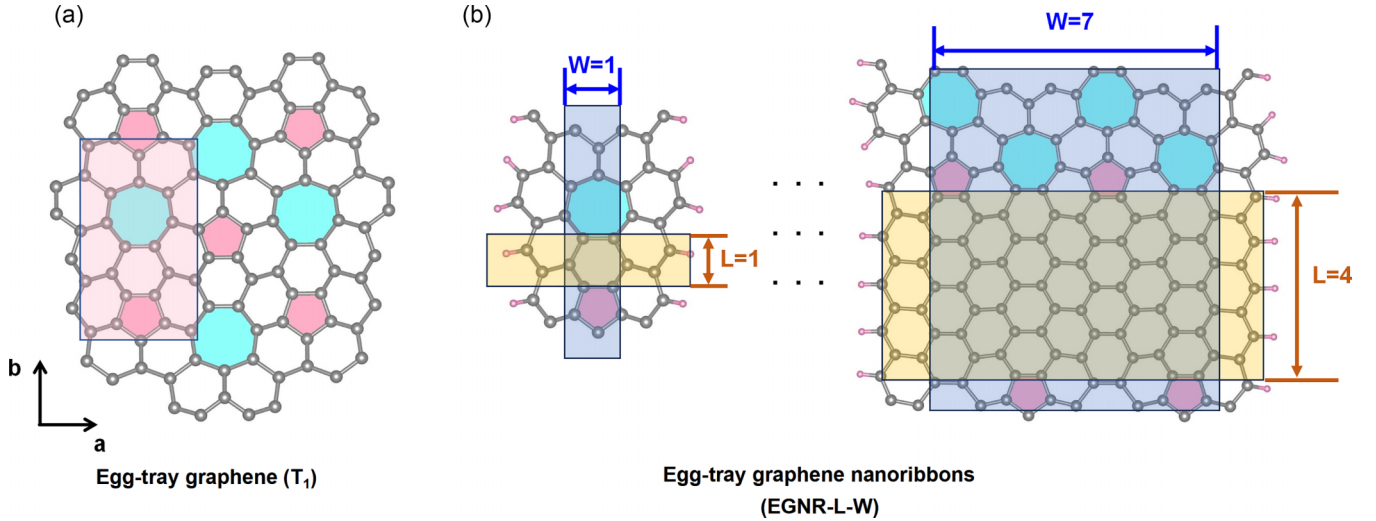 (a)
(b)
W=1
W=7
L=1
L=4
. . .
. . .
. . .
b
a
Egg-tray graphene (T₁)
Egg-tray graphene nanoribbons
(EGNR-L-W)